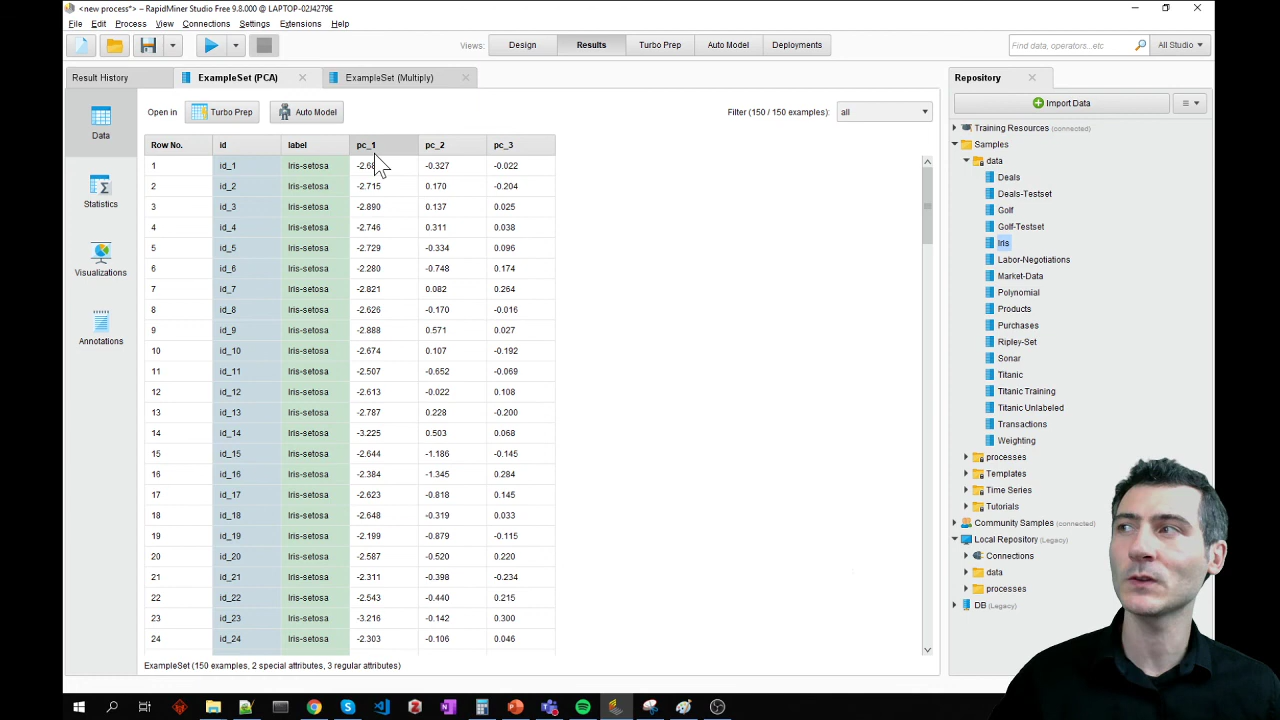 <new process*> – RapidMiner Studio Free 9.8.000 @ LAPTOP-02J4279E
File Edit Process View Connections Settings Extensions Help
Views: Design Results Turbo Prep Auto Model Deployments Find data, operators...etc All Studio
Result History ExampleSet (PCA) ExampleSet (Multiply) Repository
Data
Statistics
Visualizations
Annotations
Open in Turbo Prep Auto Model Filter (150 / 150 examples): all
Row No. id label pc_1 pc_2 pc_3
1 id_1 Iris-setosa -0.327 -0.022
2 id_2 Iris-setosa -2.715 0.170 -0.204
3 id_3 Iris-setosa -2.890 0.137 0.025
4 id_4 Iris-setosa -2.746 0.311 0.038
5 id_5 Iris-setosa -2.729 -0.334 0.096
6 id_6 Iris-setosa -2.280 -0.748 0.174
7 id_7 Iris-setosa -2.821 0.082 0.264
8 id_8 Iris-setosa -2.626 -0.170 -0.016
9 id_9 Iris-setosa -2.888 0.571 0.027
10 id_10 Iris-setosa -2.674 0.107 -0.192
11 id_11 Iris-setosa -2.507 -0.652 -0.069
12 id_12 Iris-setosa -2.613 -0.022 0.108
13 id_13 Iris-setosa -2.787 0.228 -0.200
14 id_14 Iris-setosa -3.225 0.503 0.068
15 id_15 Iris-setosa -2.644 -1.186 -0.145
16 id_16 Iris-setosa -2.384 -1.345 0.284
17 id_17 Iris-setosa -2.623 -0.818 0.145
18 id_18 Iris-setosa -2.648 -0.319 0.033
19 id_19 Iris-setosa -2.199 -0.879 -0.115
20 id_20 Iris-setosa -2.587 -0.520 0.220
21 id_21 Iris-setosa -2.311 -0.398 -0.234
22 id_22 Iris-setosa -2.543 -0.440 0.215
23 id_23 Iris-setosa -3.216 -0.142 0.300
24 id_24 Iris-setosa -2.303 -0.106 0.046
ExampleSet (150 examples, 2 special attributes, 3 regular attributes)
Import Data
Training Resources (connected)
Samples
data
Deals
Deals-Testset
Golf
Golf-Testset
Iris
Labor-Negotiations
Market-Data
Polynomial
Products
Purchases
Ripley-Set
Sonar
Titanic
Titanic Training
Titanic Unlabeled
Transactions
Weighting
processes
Templates
Time Series
Tutorials
Community Samples (connected)
Local Repository (Legacy)
Connections
data
processes
DB (Legacy)